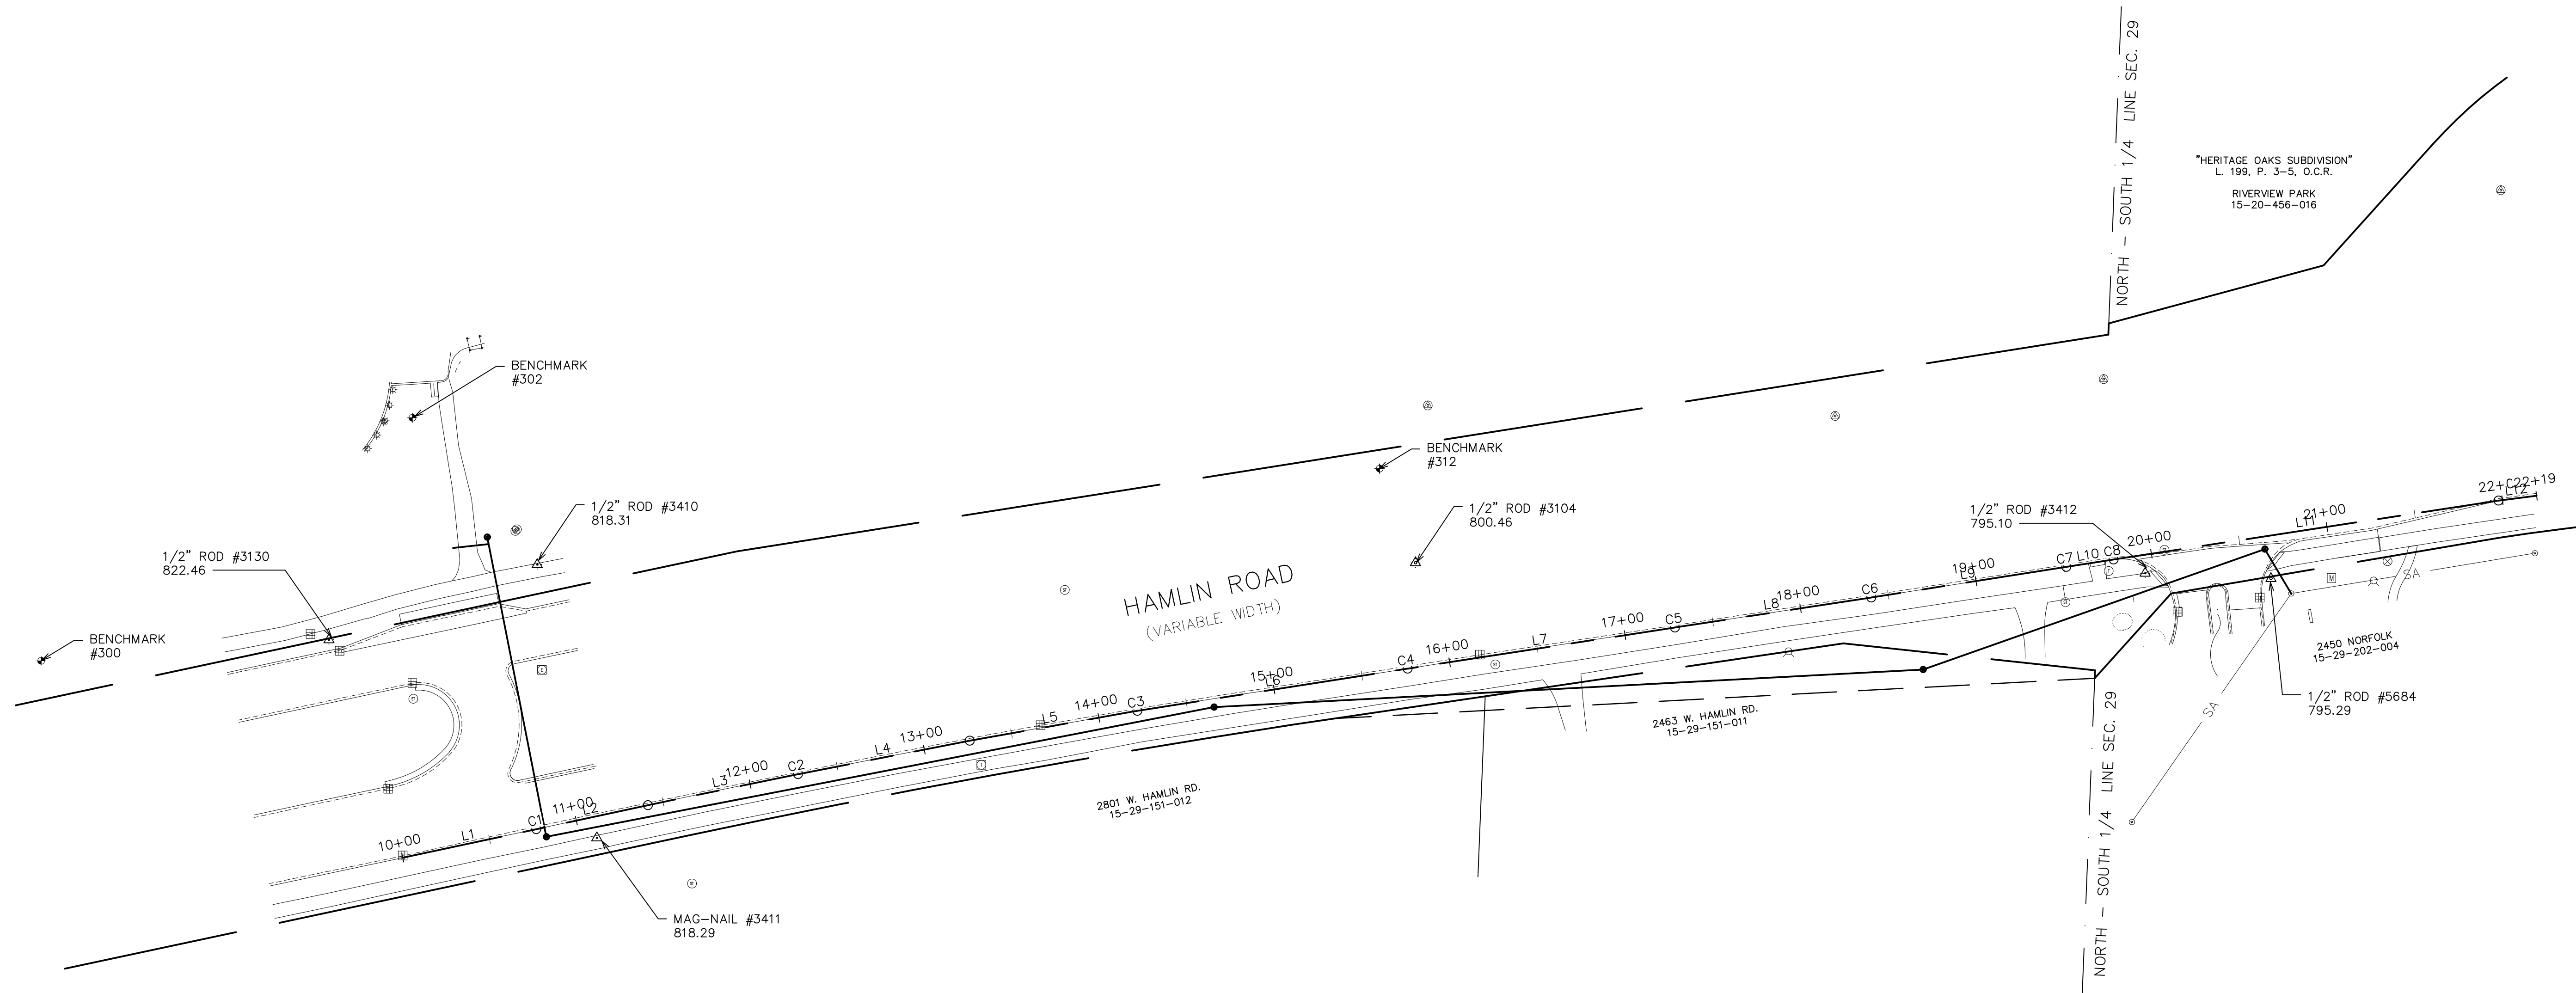 NORTH - SOUTH 1/4 LINE SEC. 29
"HERITAGE OAKS SUBDIVISION"
L. 199, P. 3-5, O.C.R.
RIVERVIEW PARK
15-20-456-016
BENCHMARK
#302
BENCHMARK
#312
1/2" ROD #3410
818.31
1/2" ROD #3104
800.46
1/2" ROD #3412
795.10
1/2" ROD #3130
822.46
BENCHMARK
#300
HAMLIN ROAD
(VARIABLE WIDTH)
10+00
L1
C1
11+00
L2
L3
12+00
C2
L4
13+00
L5
14+00
C3
15+00
L6
C4
16+00
L7
17+00
C5
L8
18+00
C6
19+00
L9
C7
L10
C8
20+00
L11
21+00
22+19
L12
SA
SA
M
2450 NORFOLK
15-29-202-004
1/2" ROD #5684
795.29
2463 W. HAMLIN RD.
15-29-151-011
2801 W. HAMLIN RD.
15-29-151-012
MAG-NAIL #3411
818.29
NORTH - SOUTH 1/4 LINE SEC. 29